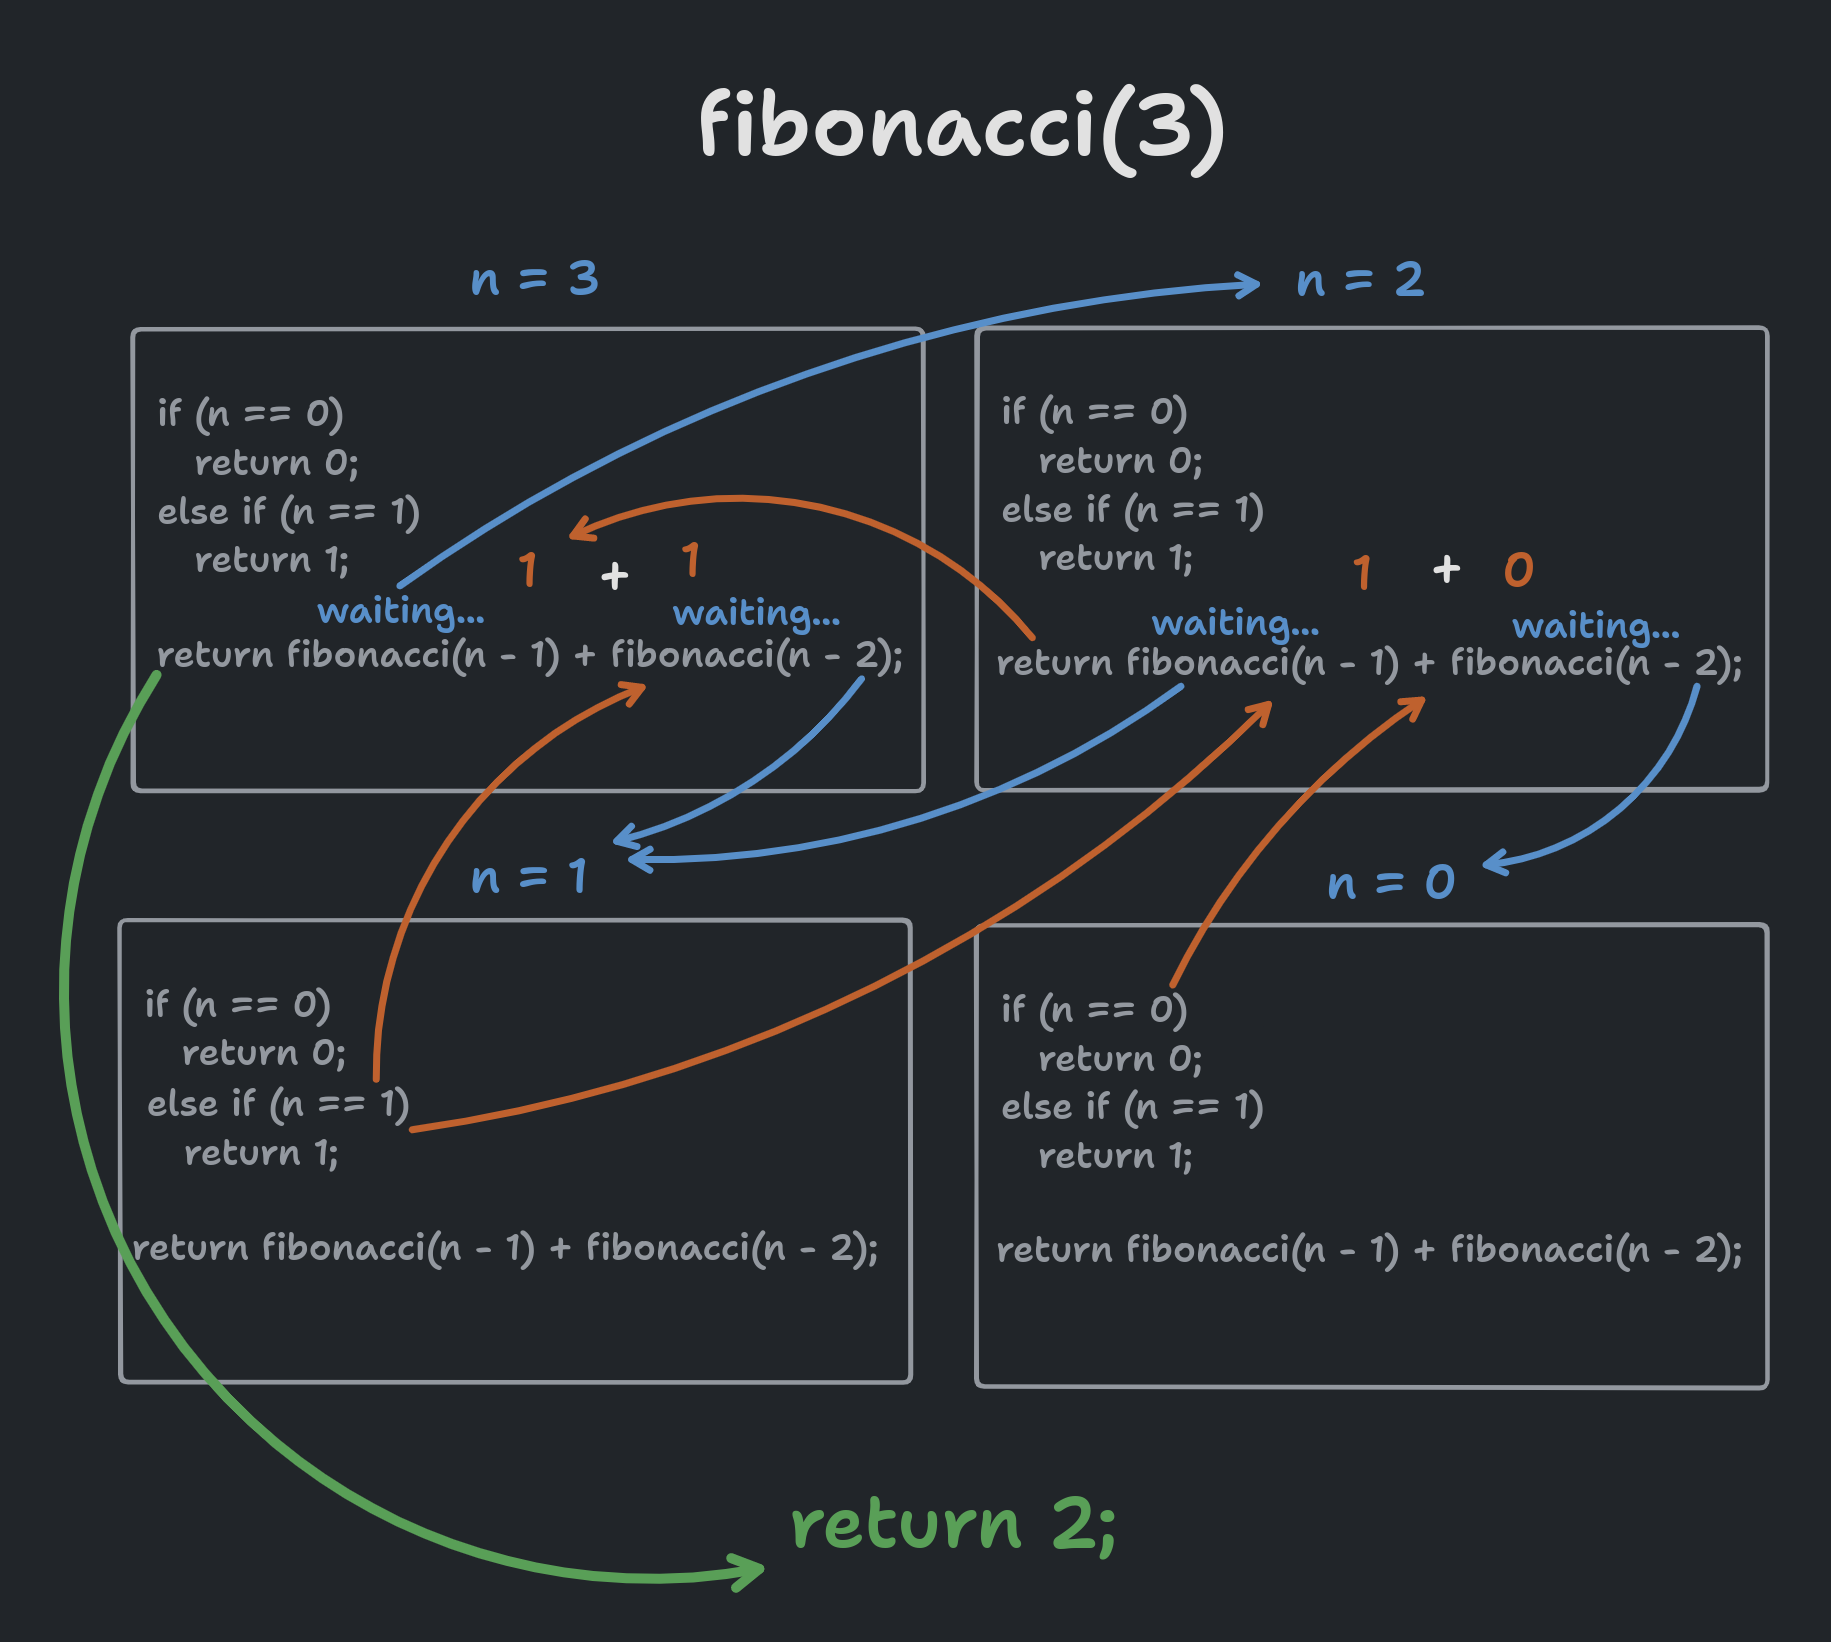 fibonacci(3)
n = 3
if (n == 0)
return 0;
else if (n == 1)
return 1;
1 + 1
waiting... waiting...
return fibonacci(n - 1) + fibonacci(n - 2);
n = 2
if (n == 0)
return 0;
else if (n == 1)
return 1;
1 + 0
waiting... waiting...
return fibonacci(n - 1) + fibonacci(n - 2);
n = 1
if (n == 0)
return 0;
else if (n == 1)
return 1;
return fibonacci(n - 1) + fibonacci(n - 2);
n = 0
if (n == 0)
return 0;
else if (n == 1)
return 1;
return fibonacci(n - 1) + fibonacci(n - 2);
return 2;